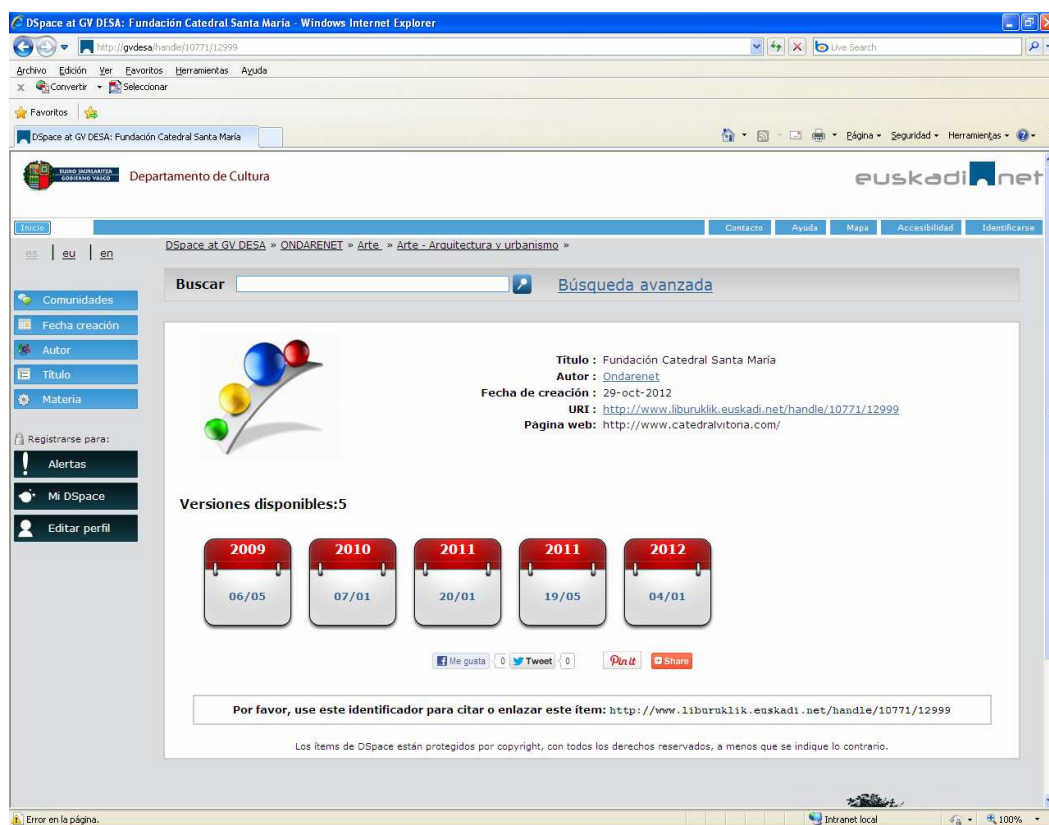 DSpace at GV DESA: Fundación Catedral Santa María - Windows Internet Explorer
http://gvdesa/handle/10771/12999
Live Search
Archivo Edición Ver Favoritos Herramientas Ayuda
x Convertir Seleccionar
Favoritos
DSpace at GV DESA: Fundación Catedral Santa María
Página Seguridad Herramientas
EUSKO JAURLARITZA
GOBIERNO VASCO
Departamento de Cultura
euskadi.net
Inicio
Contacto Ayuda Mapa Accesibilidad Identificarse
es | eu | en
DSpace at GV DESA » ONDARENET » Arte » Arte - Arquitectura y urbanismo »
Buscar
Búsqueda avanzada
Comunidades
Fecha creación
Autor
Título
Materia
Registrarse para:
Alertas
Mi DSpace
Editar perfil
Título : Fundación Catedral Santa María
Autor : Ondarenet
Fecha de creación : 29-oct-2012
URI : http://www.liburuklik.euskadi.net/handle/10771/12999
Página web: http://www.catedralvitoria.com/
Versiones disponibles:5
2009 2010 2011 2011 2012
06/05 07/01 20/01 19/05 04/01
Me gusta 0 Tweet 0 Pin it Share
Por favor, use este identificador para citar o enlazar este ítem: http://www.liburuklik.euskadi.net/handle/10771/12999
Los ítems de DSpace están protegidos por copyright, con todos los derechos reservados, a menos que se indique lo contrario.
Error en la página.
Intranet local
100%